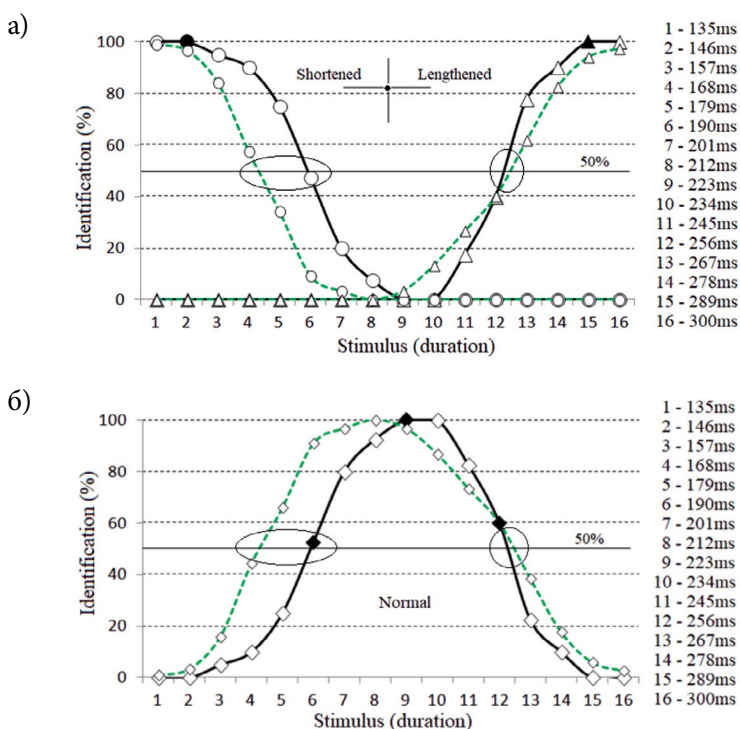 а)
100
80
60
40
20
0
Identification (%)
Shortened
Lengthened
50%
1 2 3 4 5 6 7 8 9 10 11 12 13 14 15 16
Stimulus (duration)
1 - 135ms
2 - 146ms
3 - 157ms
4 - 168ms
5 - 179ms
6 - 190ms
7 - 201ms
8 - 212ms
9 - 223ms
10 - 234ms
11 - 245ms
12 - 256ms
13 - 267ms
14 - 278ms
15 - 289ms
16 - 300ms
б)
100
80
60
40
20
0
Identification (%)
50%
Normal
1 2 3 4 5 6 7 8 9 10 11 12 13 14 15 16
Stimulus (duration)
1 - 135ms
2 - 146ms
3 - 157ms
4 - 168ms
5 - 179ms
6 - 190ms
7 - 201ms
8 - 212ms
9 - 223ms
10 - 234ms
11 - 245ms
12 - 256ms
13 - 267ms
14 - 278ms
15 - 289ms
16 - 300ms